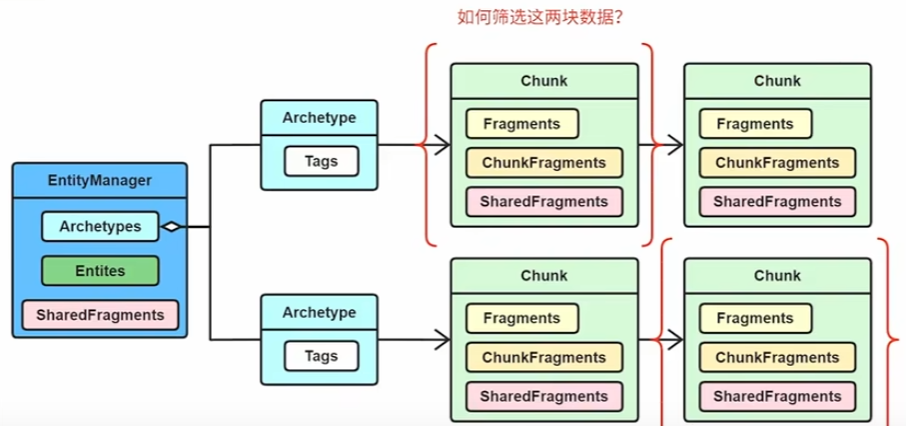 如何筛选这两块数据?
EntityManager
Archetypes
Entites
SharedFragments
Archetype
Tags
Chunk
Fragments
ChunkFragments
SharedFragments
Chunk
Fragments
ChunkFragments
SharedFragments
Archetype
Tags
Chunk
Fragments
ChunkFragments
SharedFragments
Chunk
Fragments
ChunkFragments
SharedFragments